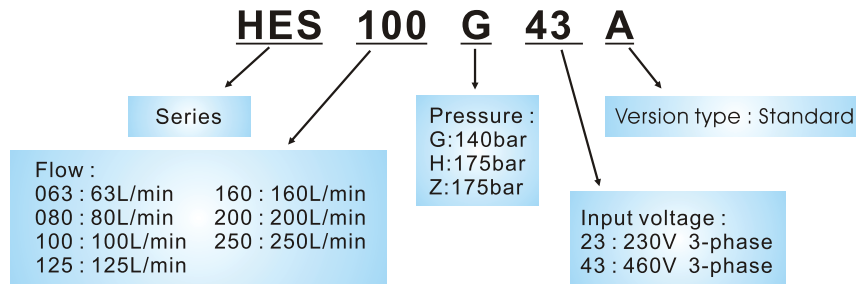 HES 100 G 43 A
Series
Flow :
063 : 63L/min 160 : 160L/min
080 : 80L/min 200 : 200L/min
100 : 100L/min 250 : 250L/min
125 : 125L/min
Pressure :
G:140bar
H:175bar
Z:175bar
Version type : Standard
Input voltage :
23 : 230V 3-phase
43 : 460V 3-phase